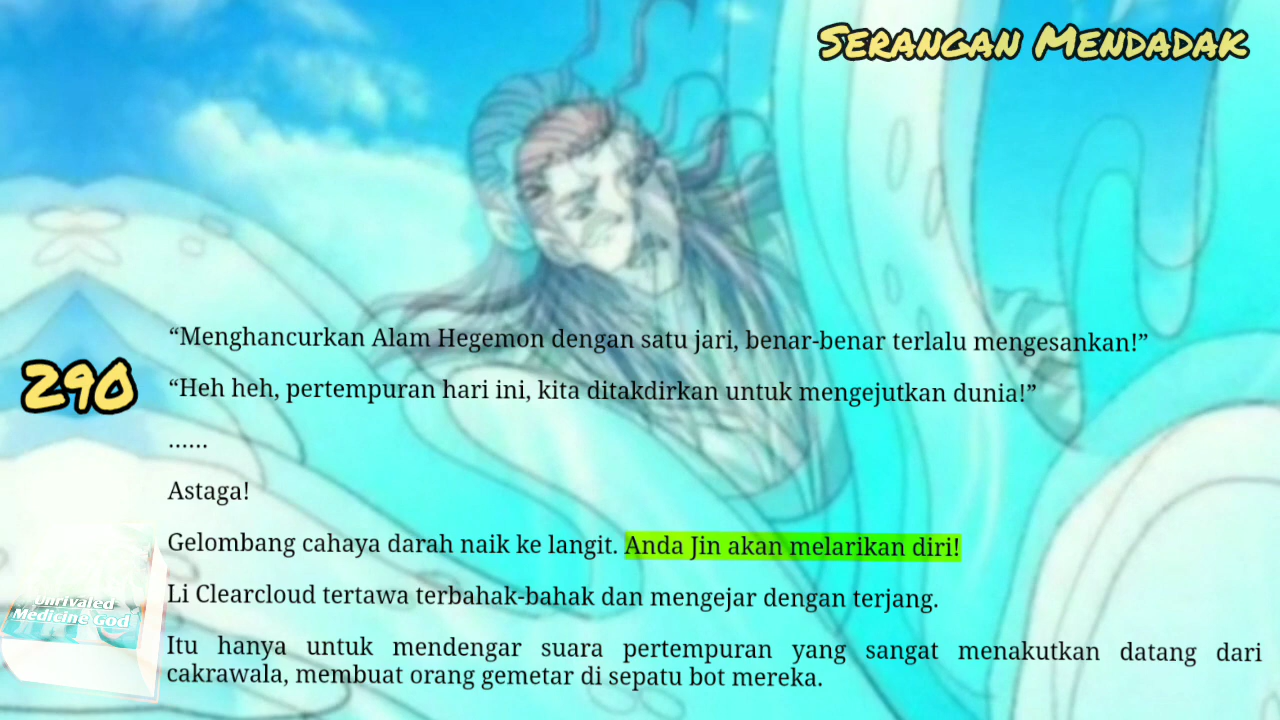 Serangan Mendadak
“Menghancurkan Alam Hegemon dengan satu jari, benar-benar terlalu mengesankan!”
290
“Heh heh, pertempuran hari ini, kita ditakdirkan untuk mengejutkan dunia!”
......
Astaga!
Gelombang cahaya darah naik ke langit. Anda Jin akan melarikan diri!
Li Clearcloud tertawa terbahak-bahak dan mengejar dengan terjang.
Unrivaled
Medicine God
Itu hanya untuk mendengar suara pertempuran yang sangat menakutkan datang dari
cakrawala, membuat orang gemetar di sepatu bot mereka.